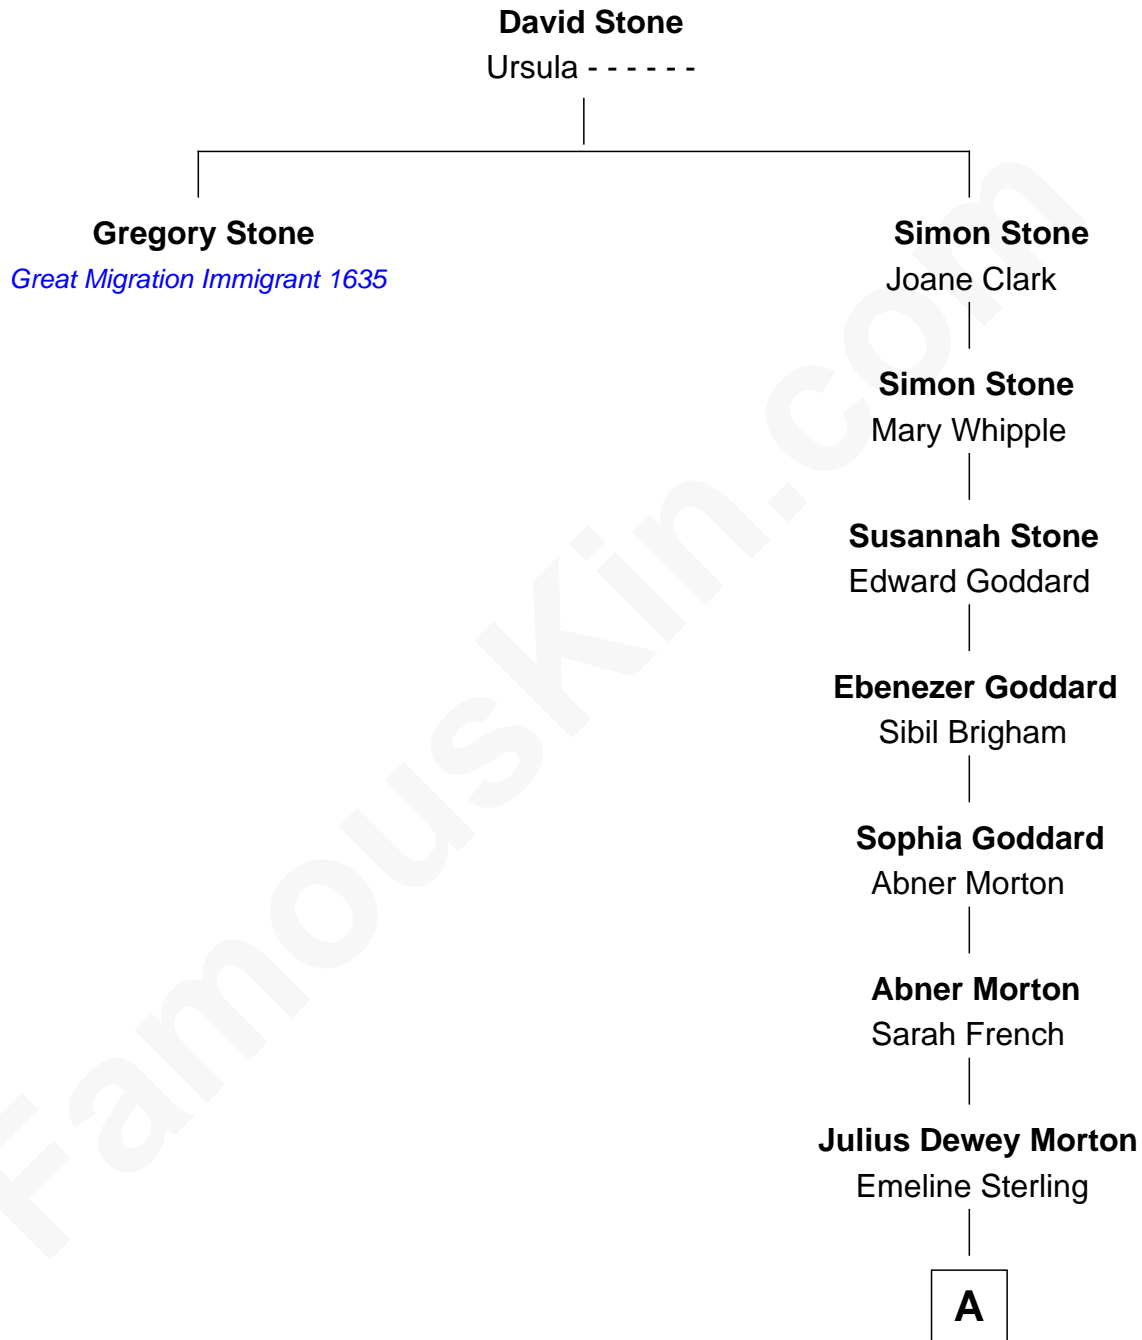 David Stone
Ursula - - - - - -
Gregory Stone
Great Migration Immigrant 1635
Simon Stone
Joane Clark
Simon Stone
Mary Whipple
Susannah Stone
Edward Goddard
Ebenezer Goddard
Sibil Brigham
Sophia Goddard
Abner Morton
Abner Morton
Sarah French
Julius Dewey Morton
Emeline Sterling
A
FamousKin.com